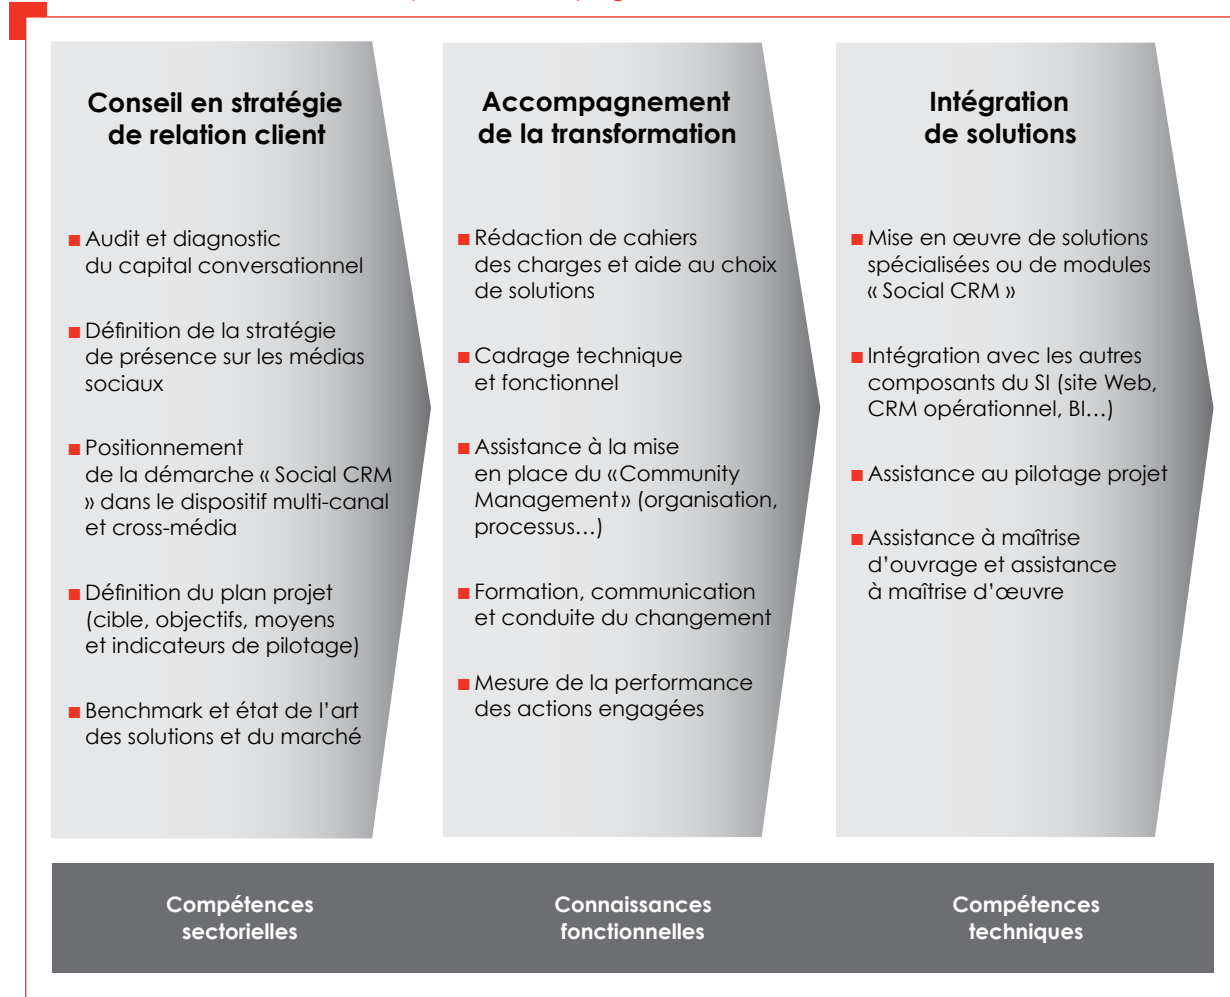 Conseil en stratégie
de relation client
■ Audit et diagnostic
du capital conversationnel
■ Définition de la stratégie
de présence sur les médias
sociaux
■ Positionnement
de la démarche « Social CRM
» dans le dispositif multi-canal
et cross-média
■ Définition du plan projet
(cible, objectifs, moyens
et indicateurs de pilotage)
■ Benchmark et état de l’art
des solutions et du marché
Accompagnement
de la transformation
■ Rédaction de cahiers
des charges et aide au choix
de solutions
■ Cadrage technique
et fonctionnel
■ Assistance à la mise
en place du «Community
Management» (organisation,
processus…)
■ Formation, communication
et conduite du changement
■ Mesure de la performance
des actions engagées
Intégration
de solutions
■ Mise en œuvre de solutions
spécialisées ou de modules
« Social CRM »
■ Intégration avec les autres
composants du SI (site Web,
CRM opérationnel, BI…)
■ Assistance au pilotage projet
■ Assistance à maîtrise
d’ouvrage et assistance
à maîtrise d’œuvre
Compétences
sectorielles
Connaissances
fonctionnelles
Compétences
techniques